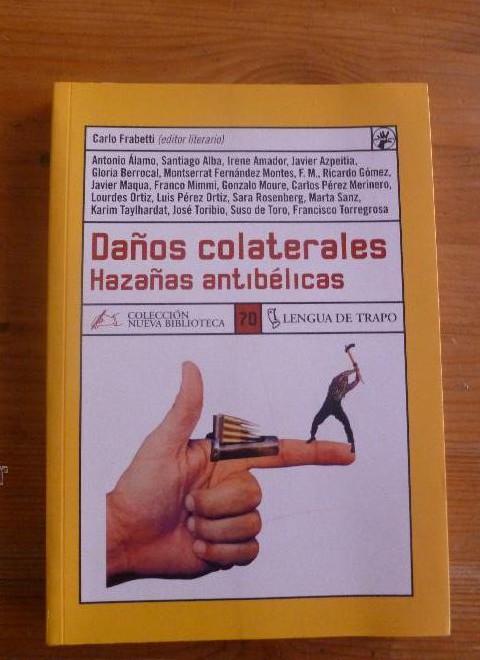 Carlo Frabetti (editor literario)
Antonio Álamo, Santiago Alba, Irene Amador, Javier Azpeitia,
Gloria Berrocal, Montserrat Fernández Montes, F. M., Ricardo Gómez,
Javier Maqua, Franco Mimmi, Gonzalo Moure, Carlos Pérez Merinero,
Lourdes Ortiz, Luis Pérez Ortiz, Sara Rosenberg, Marta Sanz,
Karim Taylhardat, José Toribio, Suso de Toro, Francisco Torregrosa
Daños colaterales
Hazañas antibélicas
COLECCIÓN
NUEVA BIBLIOTECA
70
LENGUA DE TRAPO